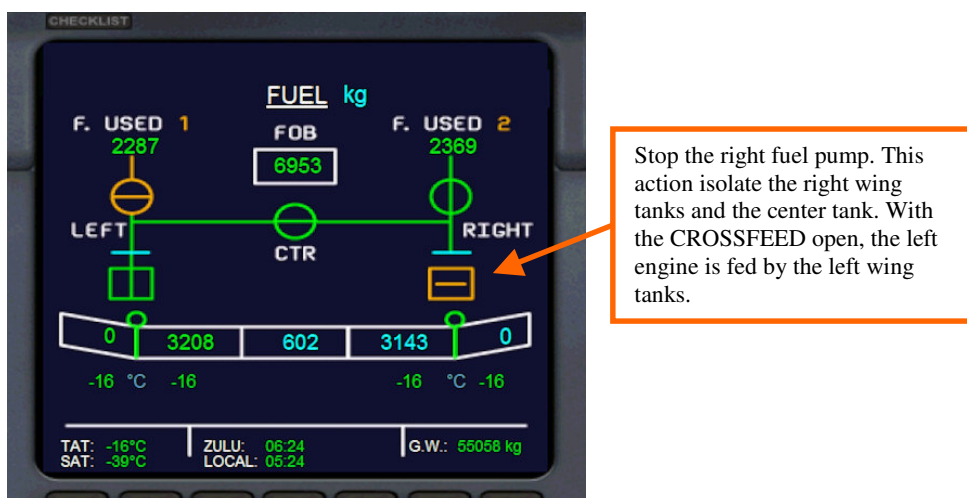 CHECKLIST
FUEL kg
F. USED 1
FOB
F. USED 2
2287
6953
2369
LEFT
RIGHT
CTR
0 3208 602 3143 0
-16 °C -16 -16 °C -16
TAT: -16°C ZULU: 06:24 G.W.: 55058 kg
SAT: -39°C LOCAL: 05:24
Stop the right fuel pump. This
action isolate the right wing
tanks and the center tank. With
the CROSSFEED open, the left
engine is fed by the left wing
tanks.